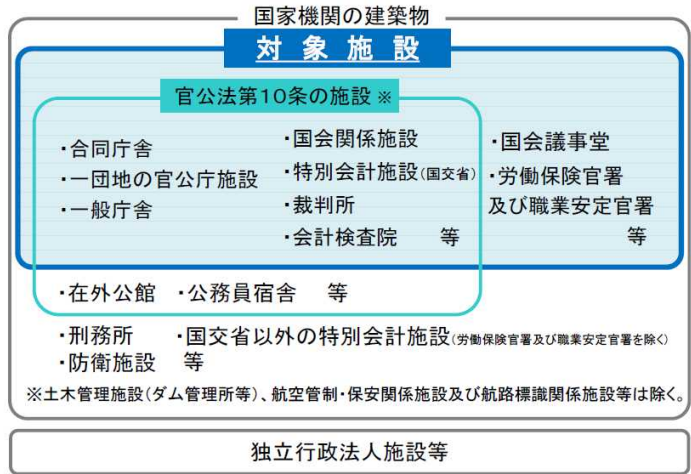 国家機関の建築物
対象施設
官公法第10条の施設※
・合同庁舎
・一団地の官公庁施設
・一般庁舎
・国会関係施設
・特別会計施設(国交省)
・裁判所
・会計検査院　等
・国会議事堂
・労働保険官署
及び職業安定官署
等
・在外公館　・公務員宿舎　等
・刑務所　・国交省以外の特別会計施設(労働保険官署及び職業安定官署を除く)
・防衛施設　等
※土木管理施設(ダム管理所等)、航空管制・保安関係施設及び航路標識関係施設等は除く。
独立行政法人施設等